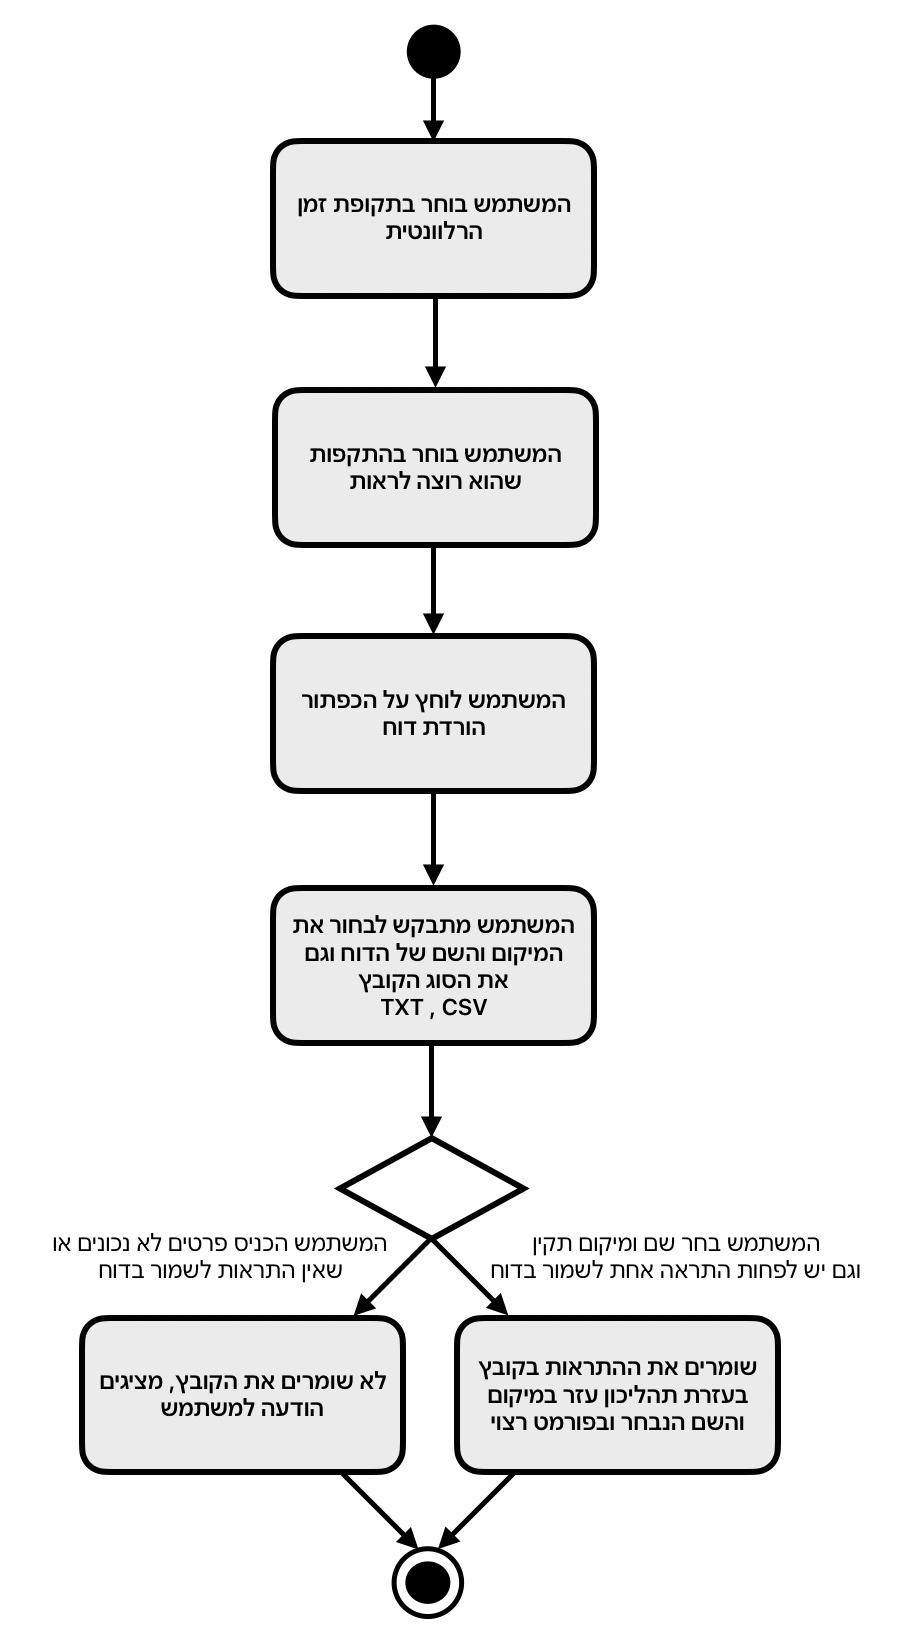 המשתמש בוחר בתקופת זמן
הרלוונטית
המשתמש בוחר בהתקפות
שהוא רוצה לראות
המשתמש לוחץ על הכפתור
הורדת דוח
המשתמש מתבקש לבחור את
המיקום והשם של הדוח וגם
את הסוג הקובץ
TXT , CSV
המשתמש בחר שם ומיקום תקין
וגם יש לפחות התראה אחת לשמור בדוח
המשתמש הכניס פרטים לא נכונים או
שאין התראות לשמור בדוח
שומרים את ההתראות בקובץ
בעזרת תהליכון עזר במיקום
והשם הנבחר ובפורמט רצוי
לא שומרים את הקובץ, מציגים
הודעה למשתמש